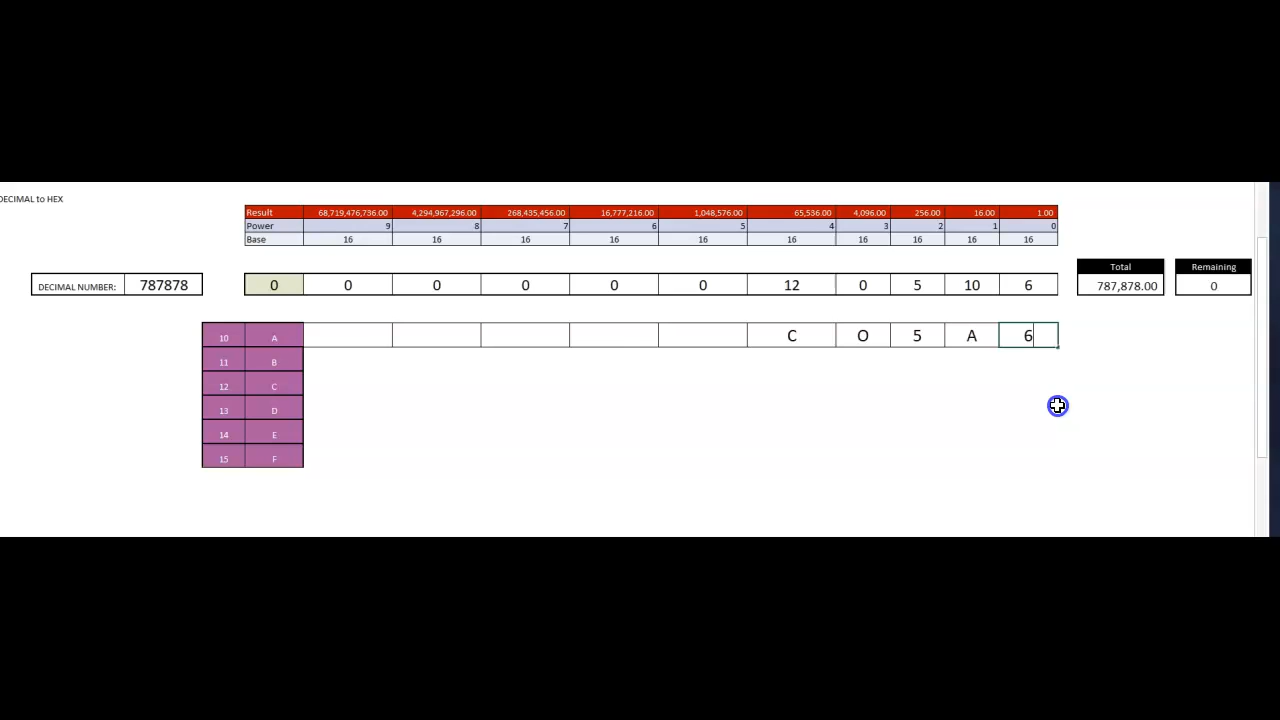 DECIMAL to HEX
Result 68,719,476,736.00 4,294,967,296.00 268,435,456.00 16,777,216.00 1,048,576.00 65,536.00 4,096.00 256.00 16.00 1.00
Power 9 8 7 6 5 4 3 2 1 0
Base 16 16 16 16 16 16 16 16 16 16
Total Remaining
DECIMAL NUMBER: 787878 0 0 0 0 0 0 12 0 5 10 6 787,878.00 0
10 A C O 5 A 6
11 B
12 C
13 D
14 E
15 F